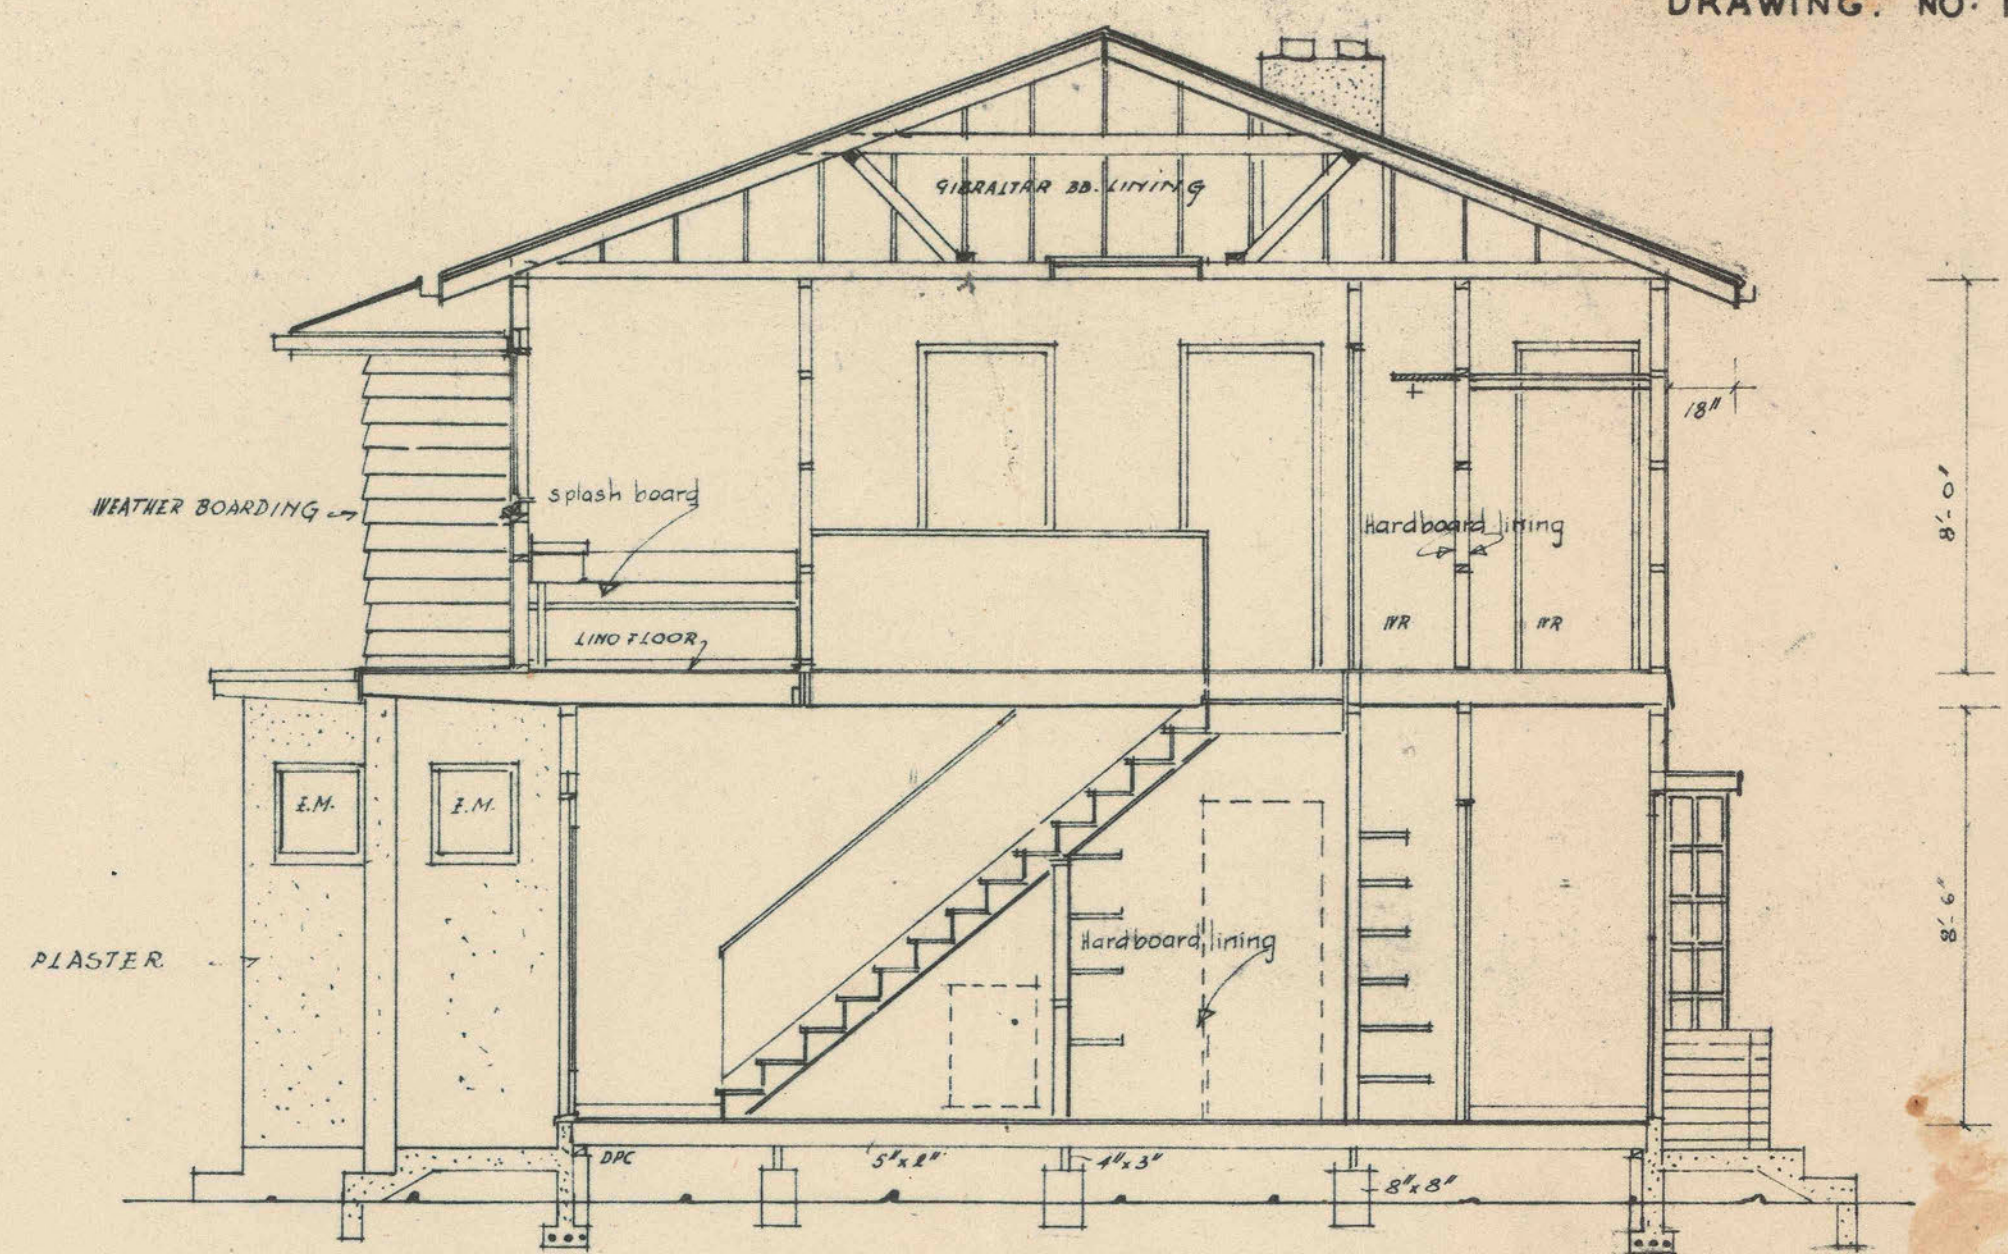 DRAWING. NO.
GIBRALTAR BD. LINING
18"
8'-0"
WEATHER BOARDING
splash board
Hardboard lining
LINO FLOOR
WR
WR
8'-6"
PLASTER
Hardboard lining
DPC
5"x2"
4"x3"
8"x8"